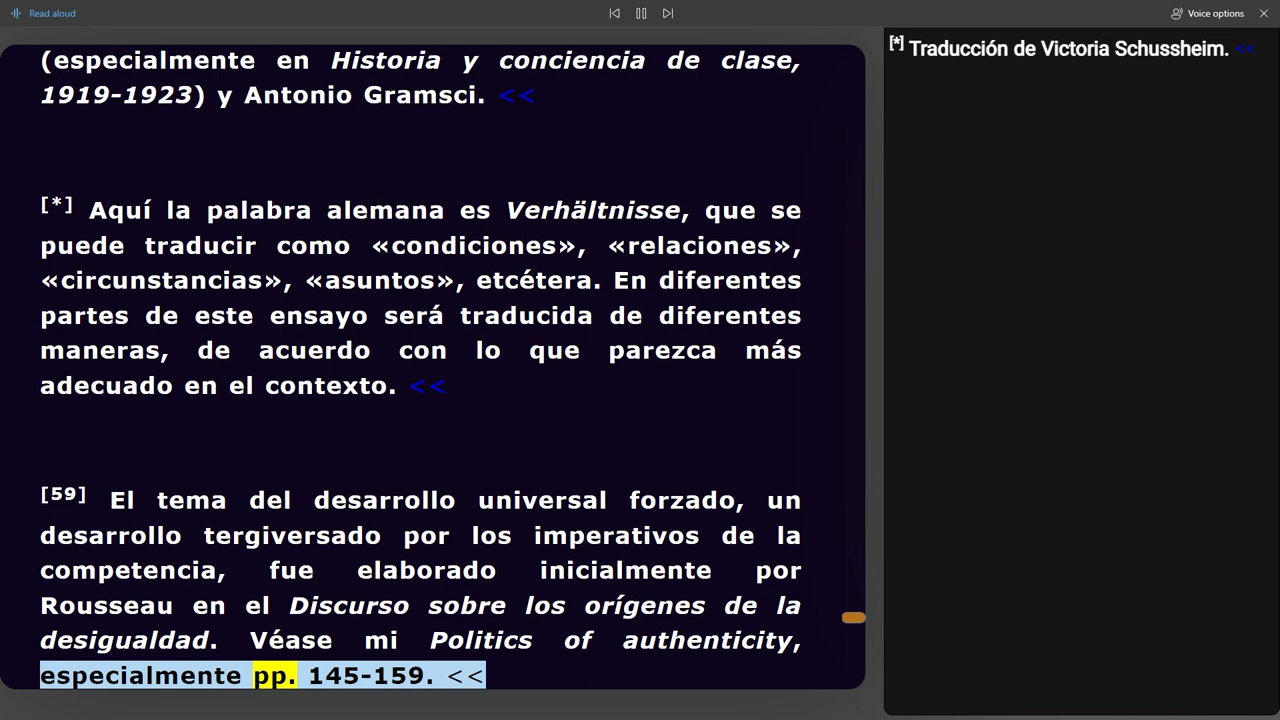 Read aloud
Voice options
(especialmente en Historia y conciencia de clase,
1919-1923) y Antonio Gramsci. <<
[*] Aquí la palabra alemana es Verhältnisse, que se
puede traducir como «condiciones», «relaciones»,
«circunstancias», «asuntos», etcétera. En diferentes
partes de este ensayo será traducida de diferentes
maneras, de acuerdo con lo que parezca más
adecuado en el contexto. <<
[59] El tema del desarrollo universal forzado, un
desarrollo tergiversado por los imperativos de la
competencia, fue elaborado inicialmente por
Rousseau en el Discurso sobre los orígenes de la
desigualdad. Véase mi Politics of authenticity,
especialmente pp. 145-159. <<
[*] Traducción de Victoria Schussheim. <<